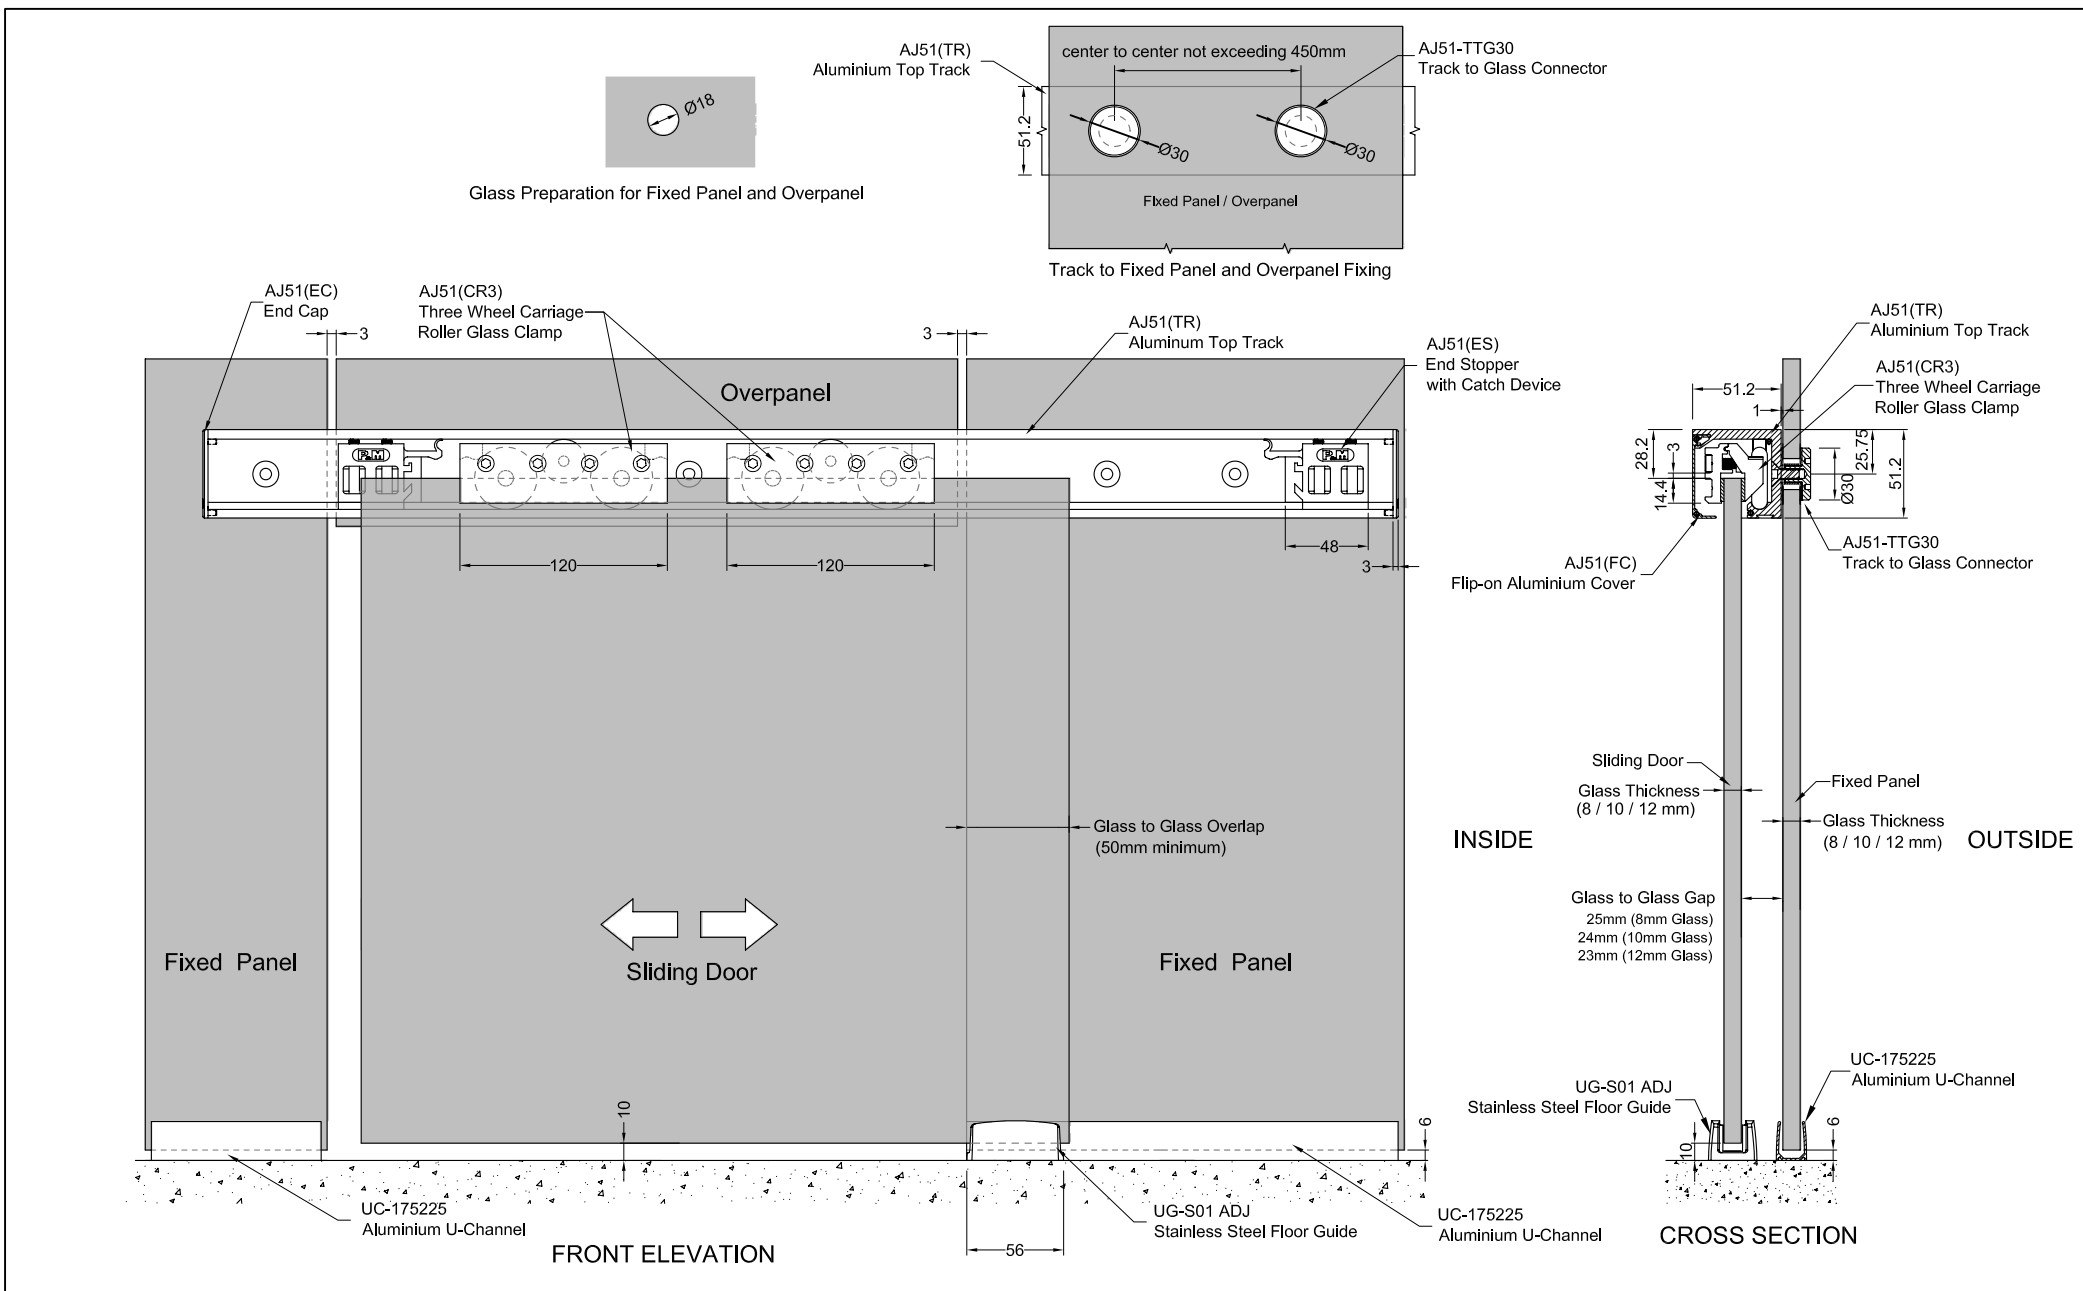 AJ51(TR)
Aluminium Top Track
center to center not exceeding 450mm
AJ51-TTG30
Track to Glass Connector
Ø18
51.2
Ø30
Ø30
Glass Preparation for Fixed Panel and Overpanel
FIxed Panel / Overpanel
Track to Fixed Panel and Overpanel Fixing
AJ51(EC)
End Cap
3
AJ51(CR3)
Three Wheel Carriage
Roller Glass Clamp
3
AJ51(TR)
Aluminum Top Track
AJ51(ES)
End Stopper
with Catch Device
Overpanel
P&M
P&M
120
120
48
3
Glass to Glass Overlap
(50mm minimum)
Fixed Panel
Sliding Door
Fixed Panel
10
6
UC-175225
Aluminium U-Channel
UG-S01 ADJ
Stainless Steel Floor Guide
UC-175225
Aluminium U-Channel
56
FRONT ELEVATION
AJ51(TR)
Aluminium Top Track
AJ51(CR3)
Three Wheel Carriage
Roller Glass Clamp
51.2
1
28.2
3
14.4
25.75
Ø30
51.2
AJ51(FC)
Flip-on Aluminium Cover
AJ51-TTG30
Track to Glass Connector
Sliding Door
Glass Thickness
(8 / 10 / 12 mm)
Fixed Panel
Glass Thickness
(8 / 10 / 12 mm)
INSIDE
OUTSIDE
Glass to Glass Gap
25mm (8mm Glass)
24mm (10mm Glass)
23mm (12mm Glass)
UC-175225
Aluminium U-Channel
UG-S01 ADJ
Stainless Steel Floor Guide
10
6
CROSS SECTION